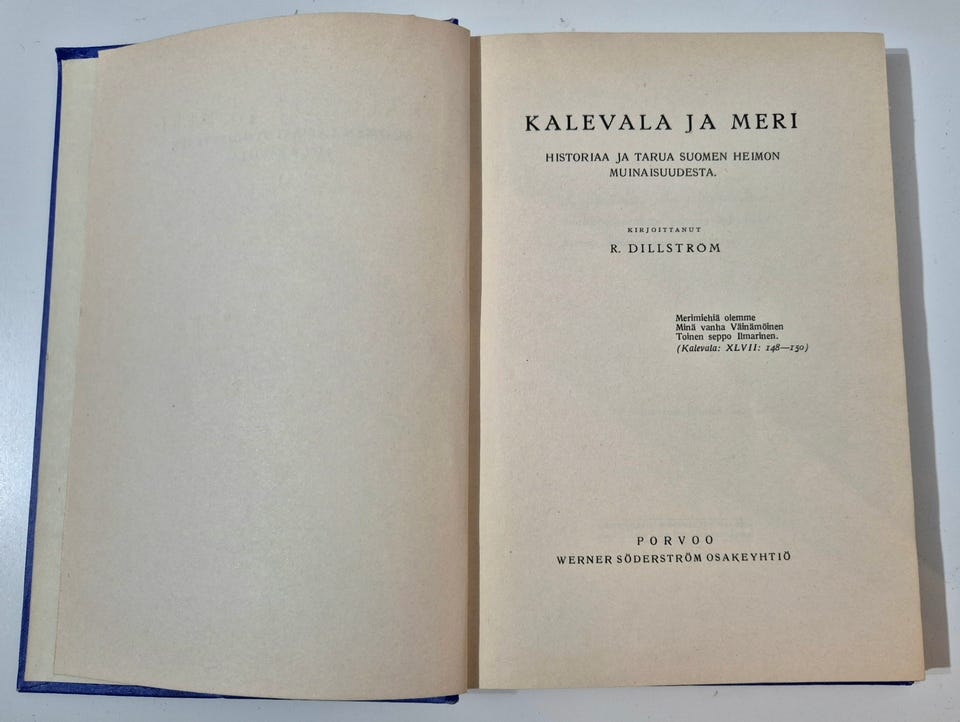 KALEVALA JA MERI
HISTORIAA JA TARUA SUOMEN HEIMON
MUINAISUUDESTA.
KIRJOITTANUT
R. DILLSTRÖM
Merimiehiä olemme
Minä vanha Väinämöinen
Toinen seppo Ilmarinen.
(Kalevala: XLVII: 148—150)
PORVOO
WERNER SÖDERSTRÖM OSAKEYHTIÖ